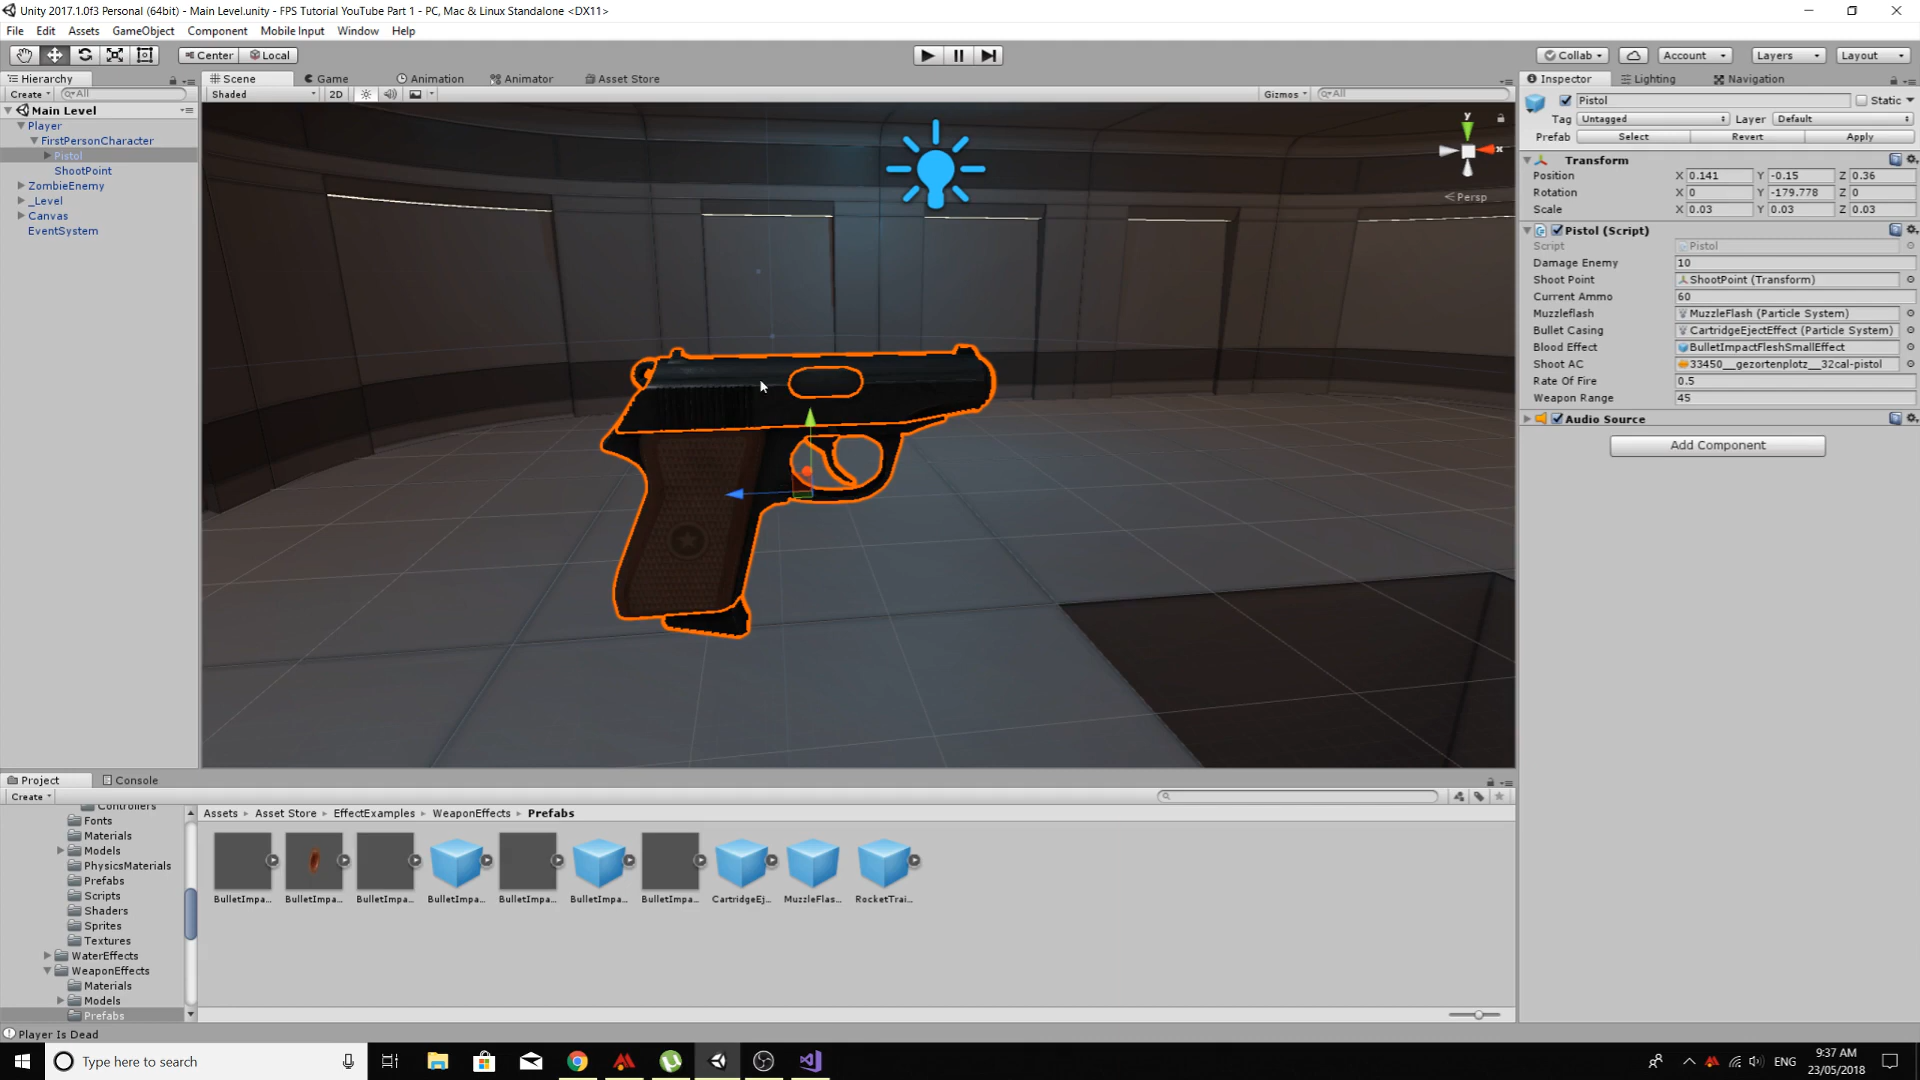 Unity 2017.1.0f3 Personal (64bit) - Main Level.unity - FPS Tutorial YouTube Part 1 - PC, Mac & Linux Standalone <DX11>
File Edit Assets GameObject Component Mobile Input Window Help
Center Local
Collab Account Layers Layout
Hierarchy
Create All
Main Level
Player
FirstPersonCharacter
Pistol
ShootPoint
ZombieEnemy
_Level
Canvas
EventSystem
Scene Game Animation Animator Asset Store
Shaded 2D Gizmos All
y
x
Persp
Inspector Lighting Navigation
Pistol Static
Tag Untagged Layer Default
Prefab Select Revert Apply
Transform
Position X 0.141 Y -0.15 Z 0.36
Rotation X 0 Y -179.778 Z 0
Scale X 0.03 Y 0.03 Z 0.03
Pistol (Script)
Script Pistol
Damage Enemy 10
Shoot Point ShootPoint (Transform)
Current Ammo 60
Muzzleflash MuzzleFlash (Particle System)
Bullet Casing CartridgeEjectEffect (Particle System)
Blood Effect BulletImpactFleshSmallEffect
Shoot AC 33450__gezortenplotz__32cal-pistol
Rate Of Fire 0.5
Weapon Range 45
Audio Source
Add Component
Project Console
Create
Controllers
Fonts
Materials
Models
PhysicsMaterials
Prefabs
Scripts
Shaders
Sprites
Textures
WaterEffects
WeaponEffects
Materials
Models
Prefabs
Assets Asset Store EffectExamples WeaponEffects Prefabs
BulletImpa... BulletImpa... BulletImpa... BulletImpa... BulletImpa... BulletImpa... BulletImpa... CartridgeEj... MuzzleFlas... RocketTrai...
Player Is Dead
Type here to search
ENG
9:37 AM
23/05/2018